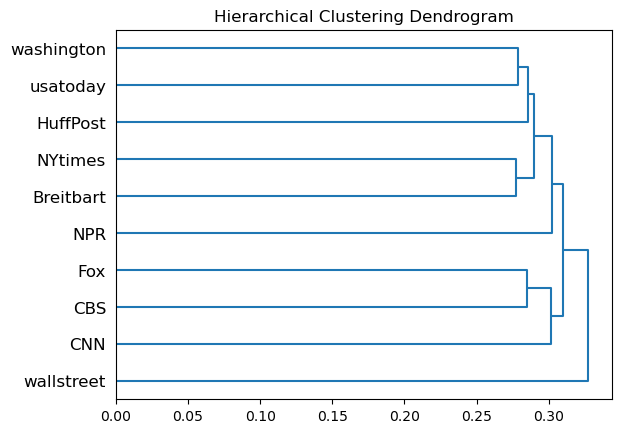 Hierarchical Clustering Dendrogram
washington
usatoday
HuffPost
NYtimes
Breitbart
NPR
Fox
CBS
CNN
wallstreet
0.00 0.05 0.10 0.15 0.20 0.25 0.30